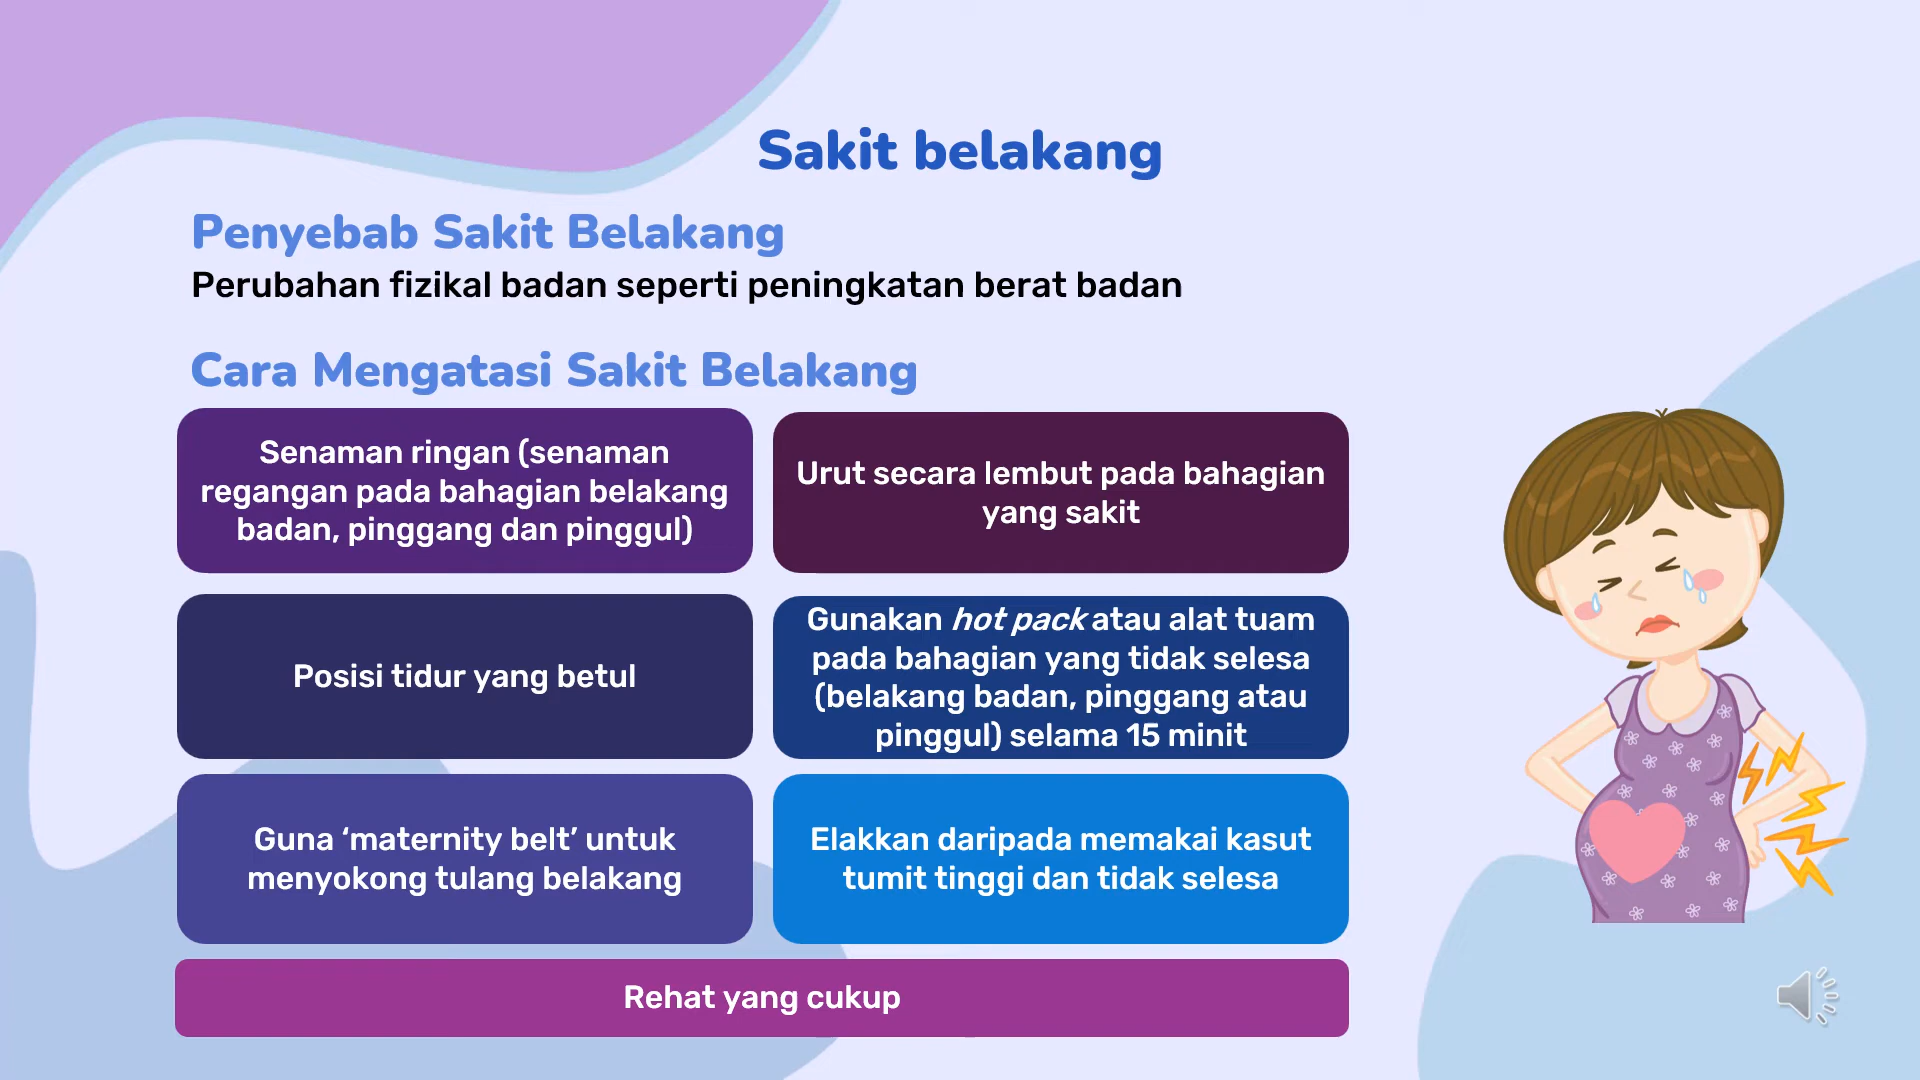 Sakit belakang
Penyebab Sakit Belakang
Perubahan fizikal badan seperti peningkatan berat badan
Cara Mengatasi Sakit Belakang
Senaman ringan (senaman
regangan pada bahagian belakang
badan, pinggang dan pinggul)
Urut secara lembut pada bahagian
yang sakit
Posisi tidur yang betul
Gunakan hot pack atau alat tuam
pada bahagian yang tidak selesa
(belakang badan, pinggang atau
pinggul) selama 15 minit
Guna ‘maternity belt’ untuk
menyokong tulang belakang
Elakkan daripada memakai kasut
tumit tinggi dan tidak selesa
Rehat yang cukup